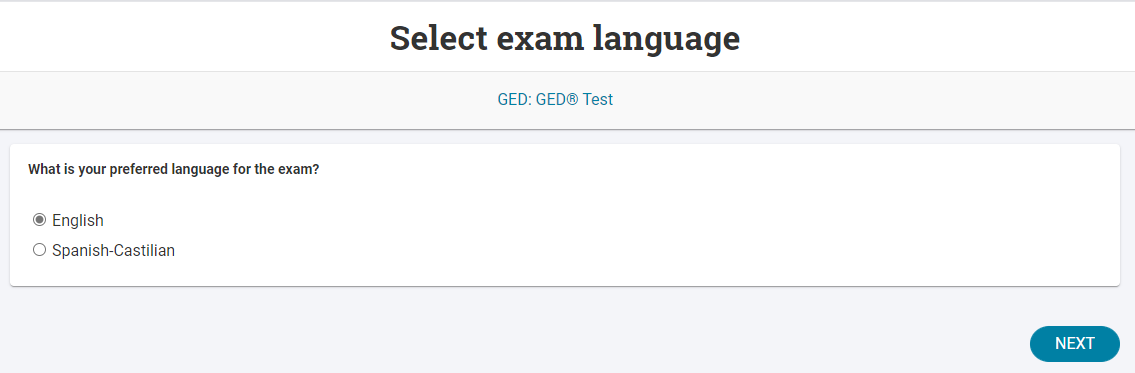 Select exam language
GED: GED® Test
What is your preferred language for the exam?
English
Spanish-Castilian
NEXT